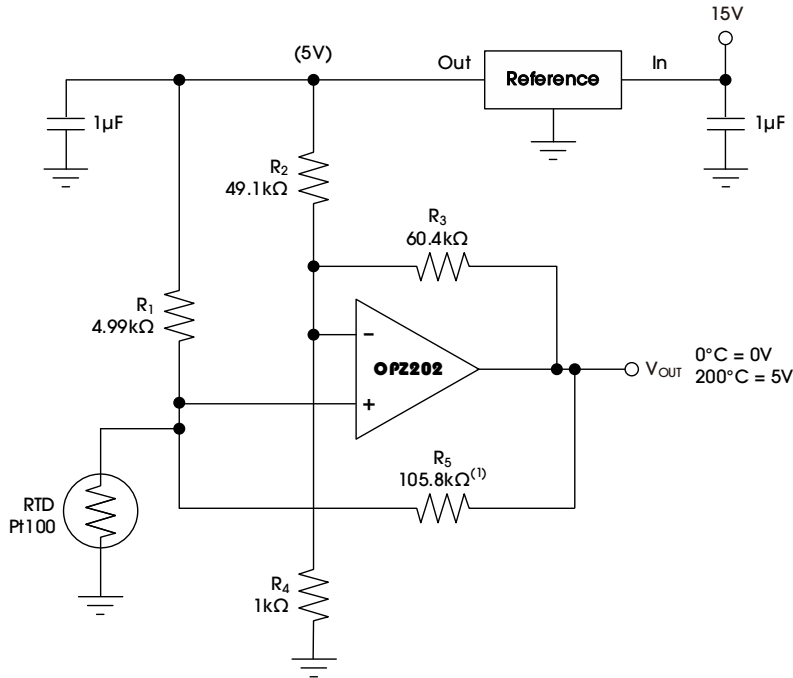 15V
(5V)
Out
Reference
In
1µF
1µF
R2
49.1kΩ
R3
60.4kΩ
R1
4.99kΩ
−
OPZ202
+
VOUT
0°C = 0V
200°C = 5V
R5
105.8kΩ(1)
RTD
Pt100
R4
1kΩ